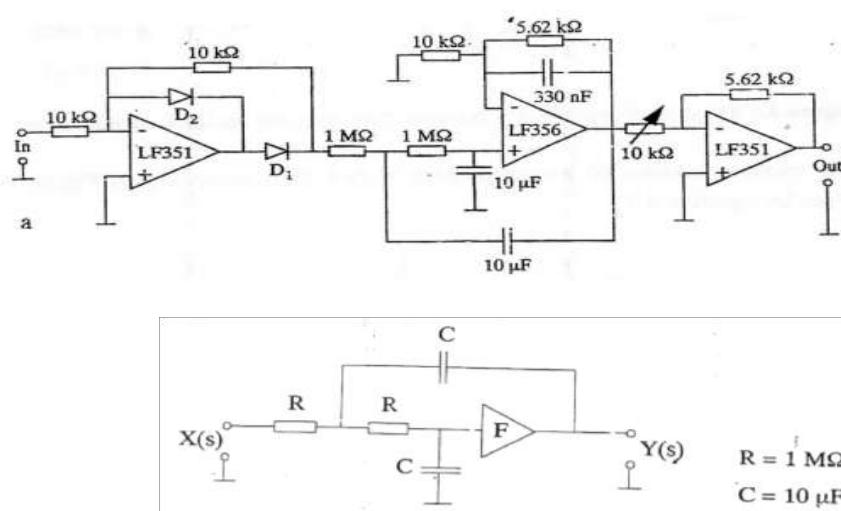 10 kΩ
10 kΩ
D₂
In
−
+
LF351
D₁
1 MΩ
1 MΩ
10 μF
10 μF
10 kΩ
5.62 kΩ
330 nF
−
+
LF356
10 kΩ
5.62 kΩ
−
+
LF351
Out
a
C
R
R
X(s)
F
C
Y(s)
R = 1 MΩ
C = 10 μF